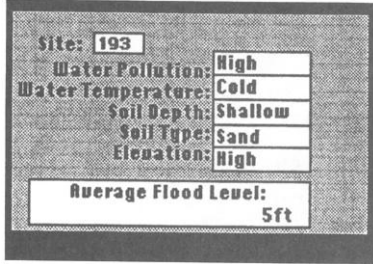 Site: 193
Water Pollution: High
Water Temperature: Cold
Soil Depth: Shallow
Soil Type: Sand
Elevation: High
Average Flood Level:
5ft